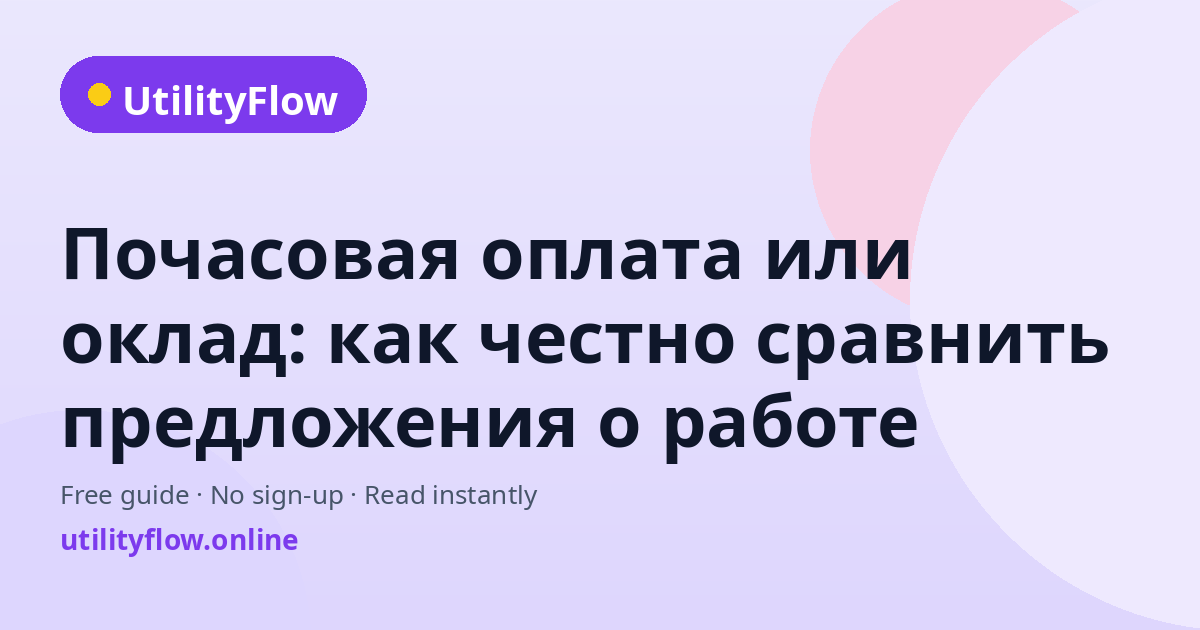 UtilityFlow
Почасовая оплата или
оклад: как честно сравнить
предложения о работе
Free guide · No sign-up · Read instantly
utilityflow.online